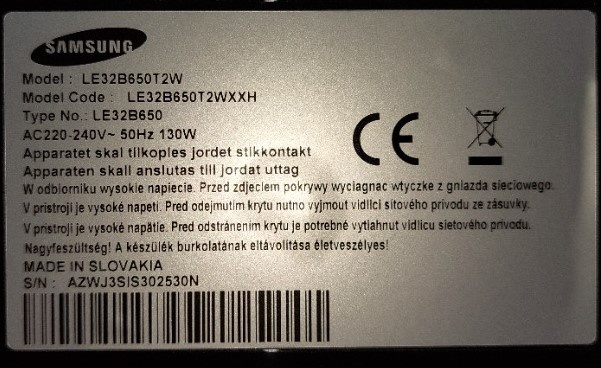 SAMSUNG
Model : LE32B650T2W
Model Code : LE32B650T2WXXH
Type No.: LE32B650
AC220-240V~ 50Hz 130W
Apparatet skal tilkoples jordet stikkontakt
Apparaten skall anslutas till jordat uttag
W odbiorniku wysokie napiecie. Przed zdjeciem pokrywy wyciagnac wtyczke z gniazda sieciowego.
V pristroji je vysoké napeti. Pred odejmutim krytu nutno vyjmout vidlici sitového privodu ze zásuvky.
V prístroji je vysoké napätie. Pred odstránením krytu je potrebné vytiahnut vidlicu sietového prívodu.
Nagyfeszültség! A készülék burkolatának eltávolítása életveszélyes!
MADE IN SLOVAKIA
S/N : AZWJ3SIS302530N
CE